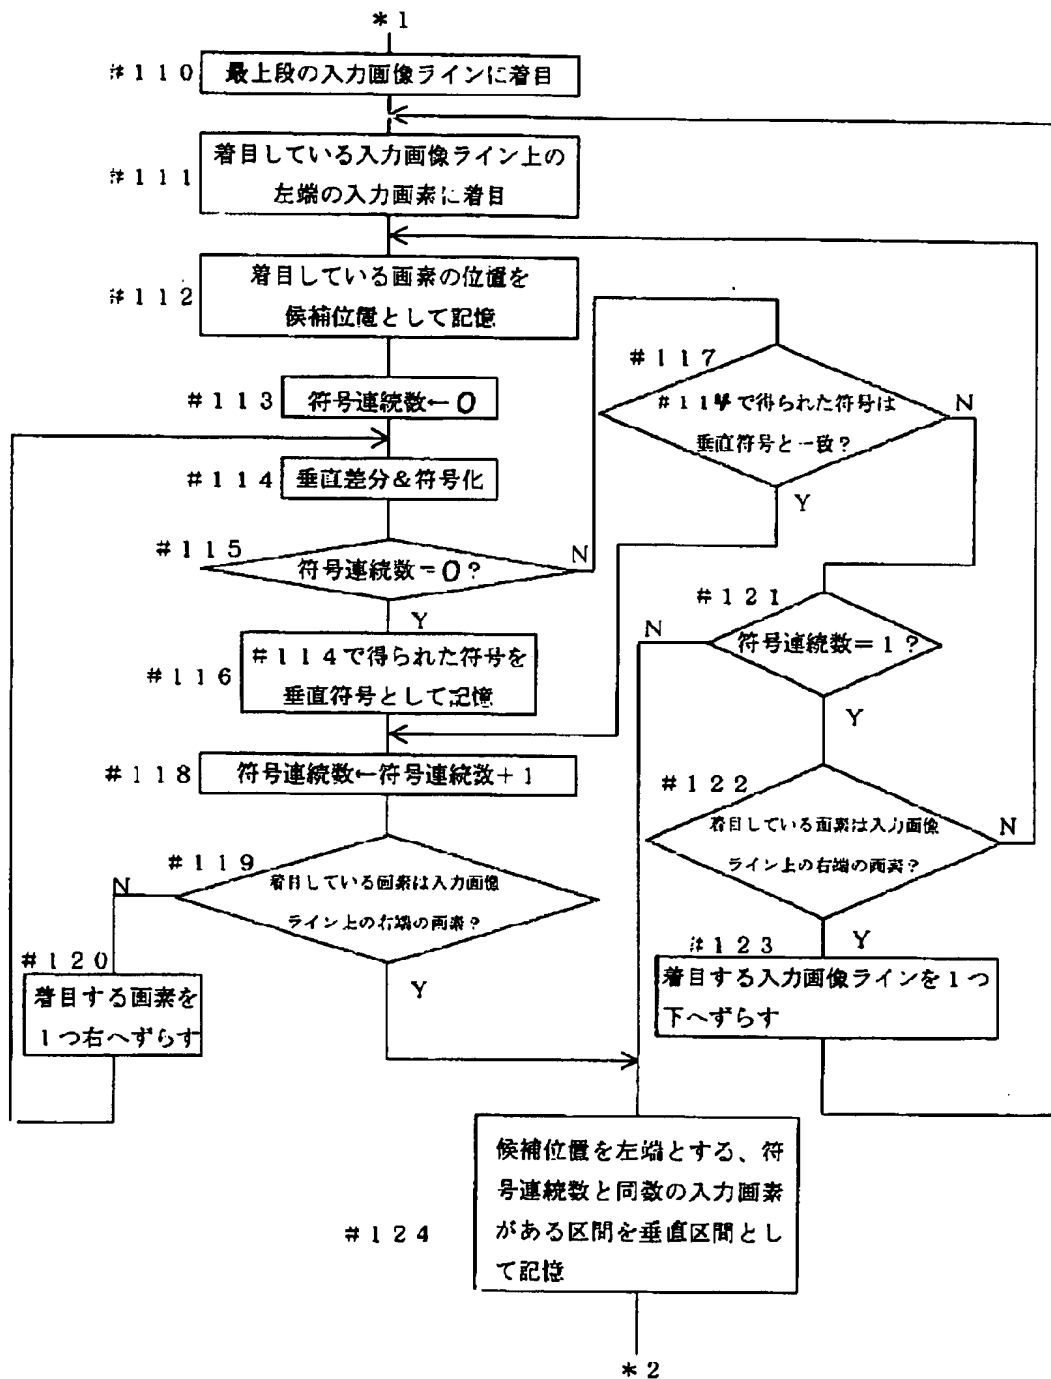 *1
#110
最上段の入力画像ラインに着目
#111
着目している入力画像ライン上の
左端の入力画素に着目
#112
着目している画素の位置を
候補位置として記憶
#113
符号連続数←0
#114
垂直差分&符号化
#115
符号連続数=0?
N
Y
#116
#114で得られた符号を
垂直符号として記憶
#117
#114で得られた符号は
垂直符号と一致?
N
Y
#118
符号連続数←符号連続数+1
#119
着目している画素は入力画像
ライン上の右端の画素?
N
Y
#120
着目する画素を
1つ右へずらす
#121
符号連続数=1?
N
Y
#122
着目している画素は入力画像
ライン上の右端の画素?
N
Y
#123
着目する入力画像ラインを1つ
下へずらす
#124
候補位置を左端とする、符
号連続数と同数の入力画素
がある区間を垂直区間とし
て記憶
*2